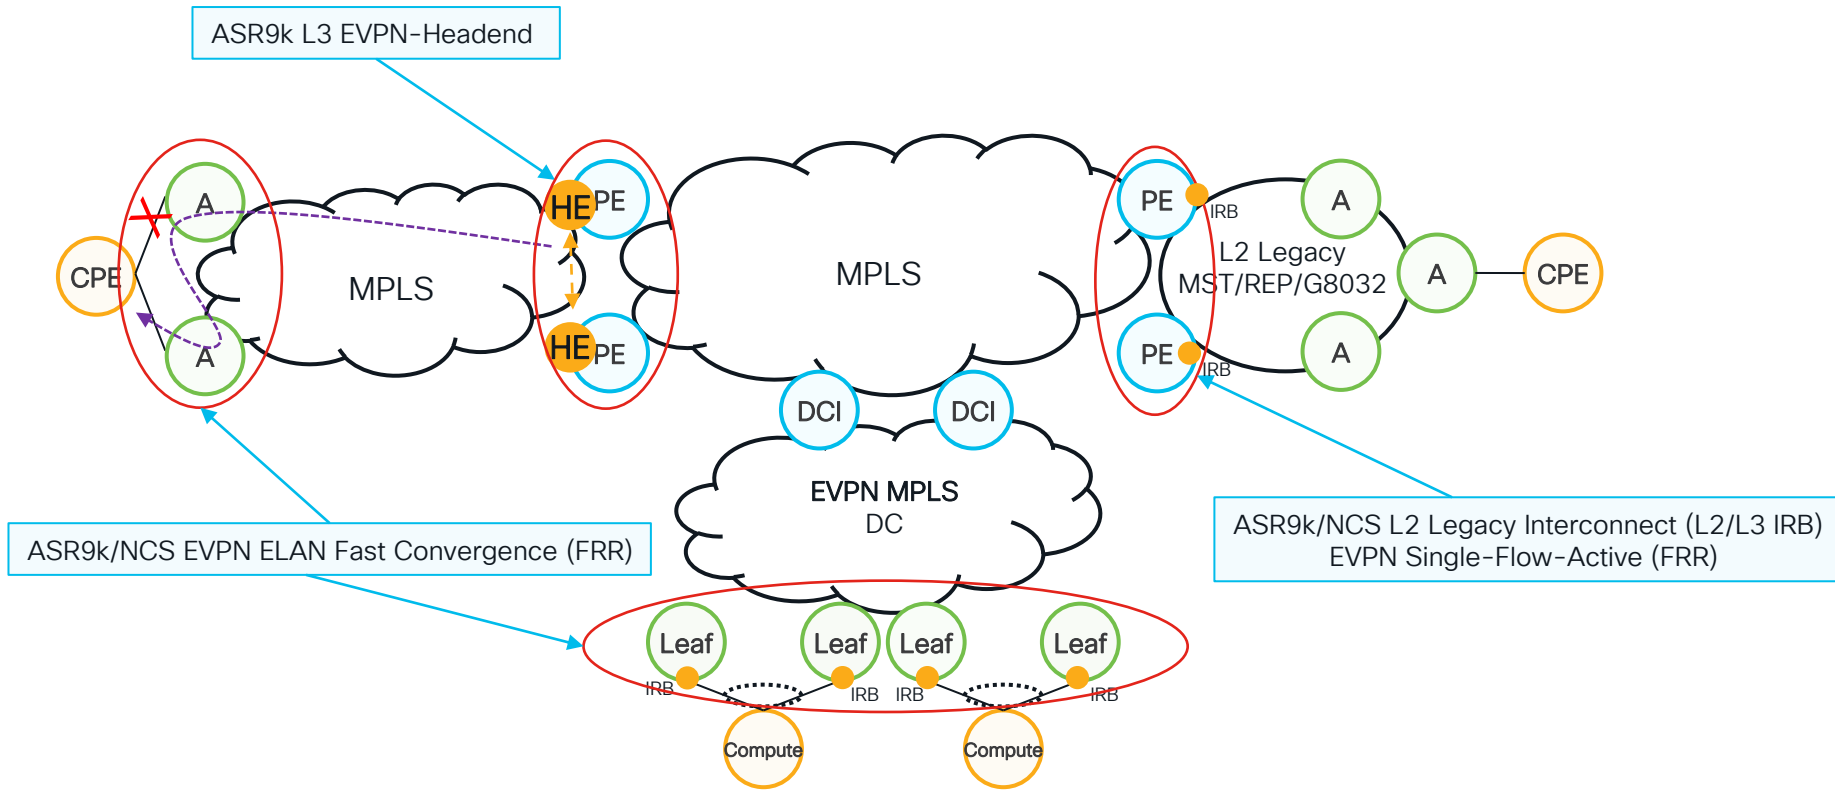 ASR9k L3 EVPN-Headend
A
HE
PE
PE
IRB
A
CPE
MPLS
MPLS
L2 Legacy
MST/REP/G8032
A
CPE
A
HE
PE
PE
IRB
A
DCI
DCI
EVPN MPLS
DC
ASR9k/NCS EVPN ELAN Fast Convergence (FRR)
ASR9k/NCS L2 Legacy Interconnect (L2/L3 IRB)
EVPN Single-Flow-Active (FRR)
Leaf
Leaf
Leaf
Leaf
IRB
IRB
IRB
IRB
Compute
Compute